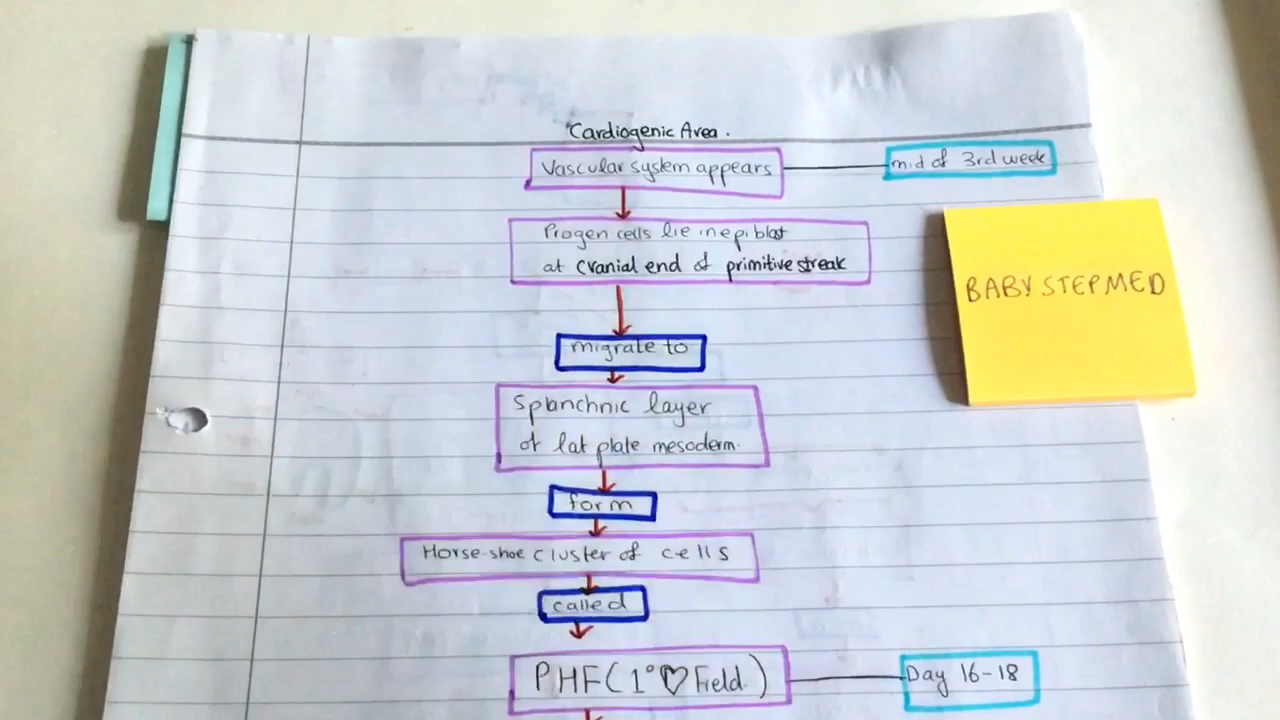 Cardiogenic Area.
Vascular system appears
mid of 3rd week
Progen cells lie in epiblast
at cranial end of primitive streak
BABY STEP MED
migrate to
Splanchnic layer
of lat plate mesoderm.
form
Horse-shoe cluster of cells
called
PHF (1° ♡ Field.)
Day 16-18